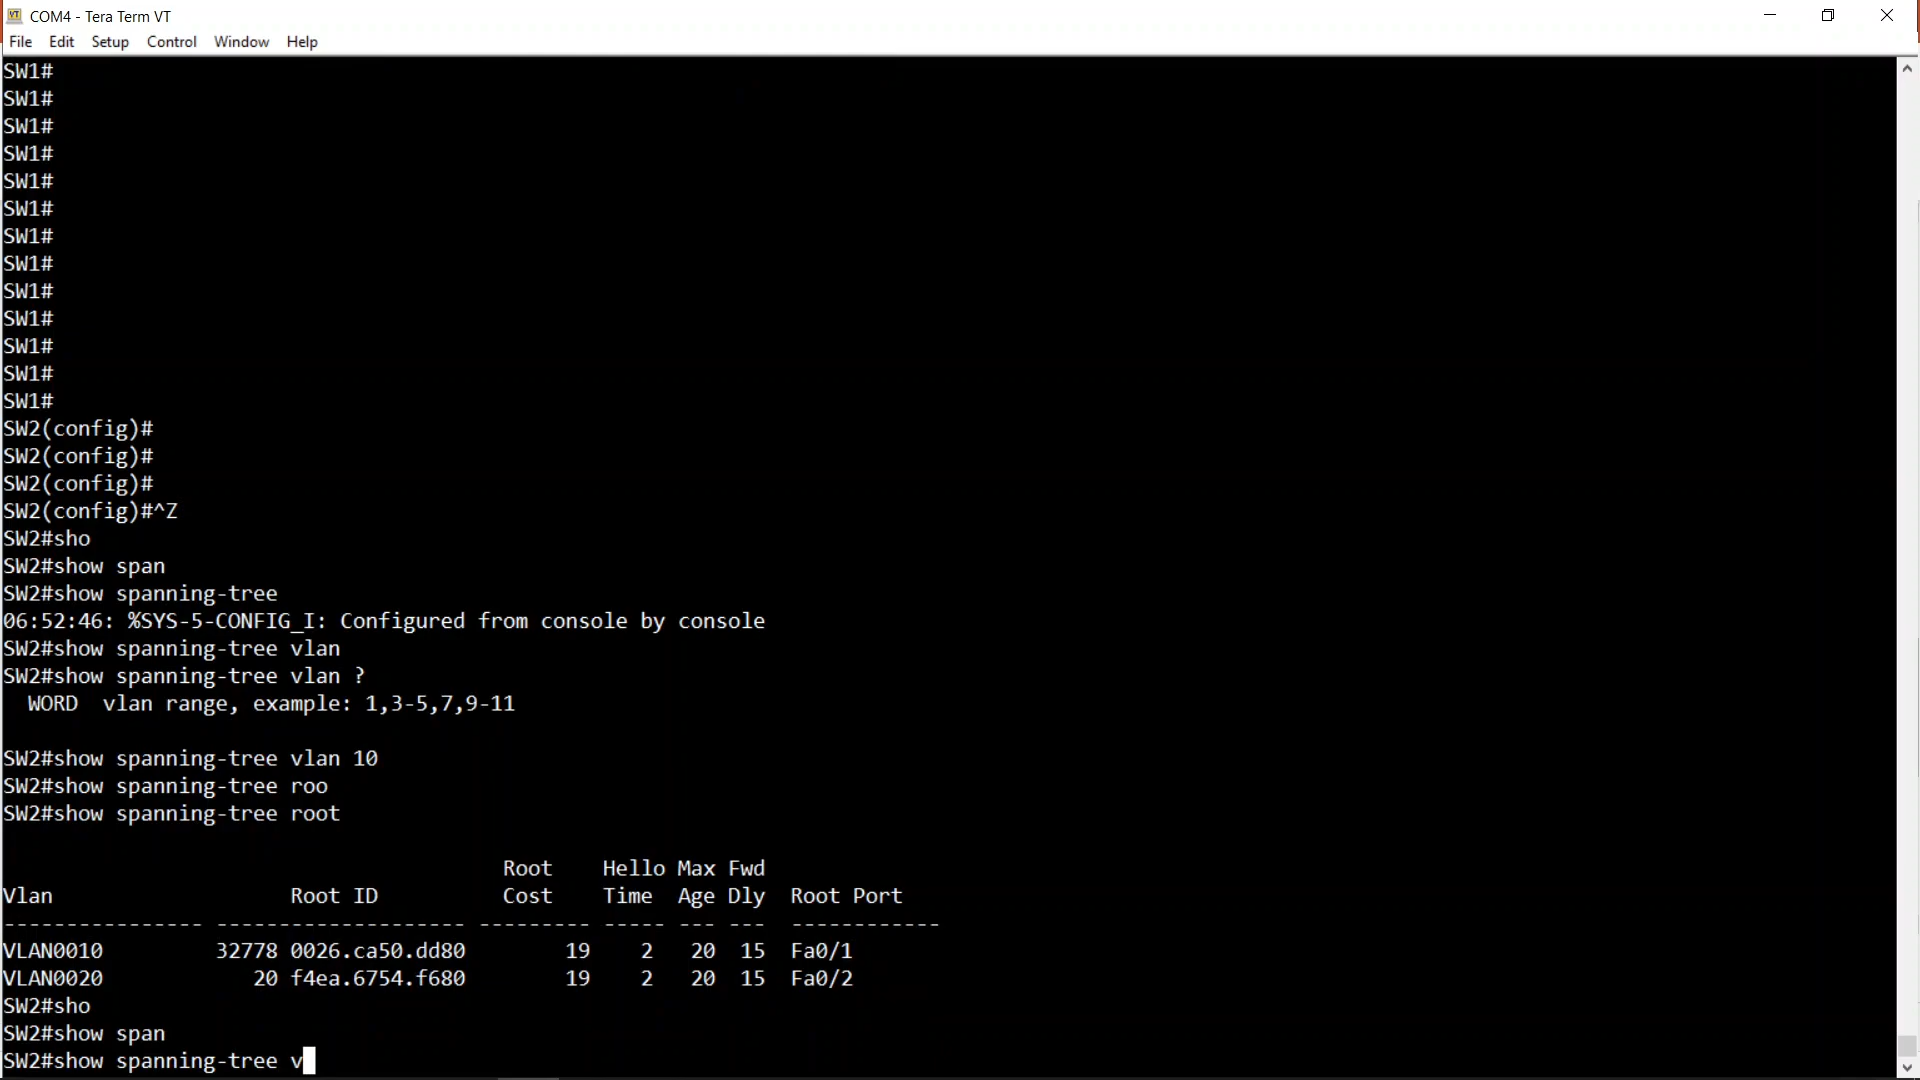 COM4 - Tera Term VT
File Edit Setup Control Window Help
SW1#
SW1#
SW1#
SW1#
SW1#
SW1#
SW1#
SW1#
SW1#
SW1#
SW1#
SW1#
SW1#
SW2(config)#
SW2(config)#
SW2(config)#
SW2(config)#^Z
SW2#sho
SW2#show span
SW2#show spanning-tree
06:52:46: %SYS-5-CONFIG_I: Configured from console by console
SW2#show spanning-tree vlan
SW2#show spanning-tree vlan ?
  WORD  vlan range, example: 1,3-5,7,9-11

SW2#show spanning-tree vlan 10
SW2#show spanning-tree roo
SW2#show spanning-tree root

                                        Root    Hello Max Fwd
Vlan                   Root ID          Cost    Time  Age Dly  Root Port
---------------- -------------------- --------- ----- --- ---  ------------
VLAN0010         32778 0026.ca50.dd80        19    2   20  15  Fa0/1
VLAN0020            20 f4ea.6754.f680        19    2   20  15  Fa0/2
SW2#sho
SW2#show span
SW2#show spanning-tree v